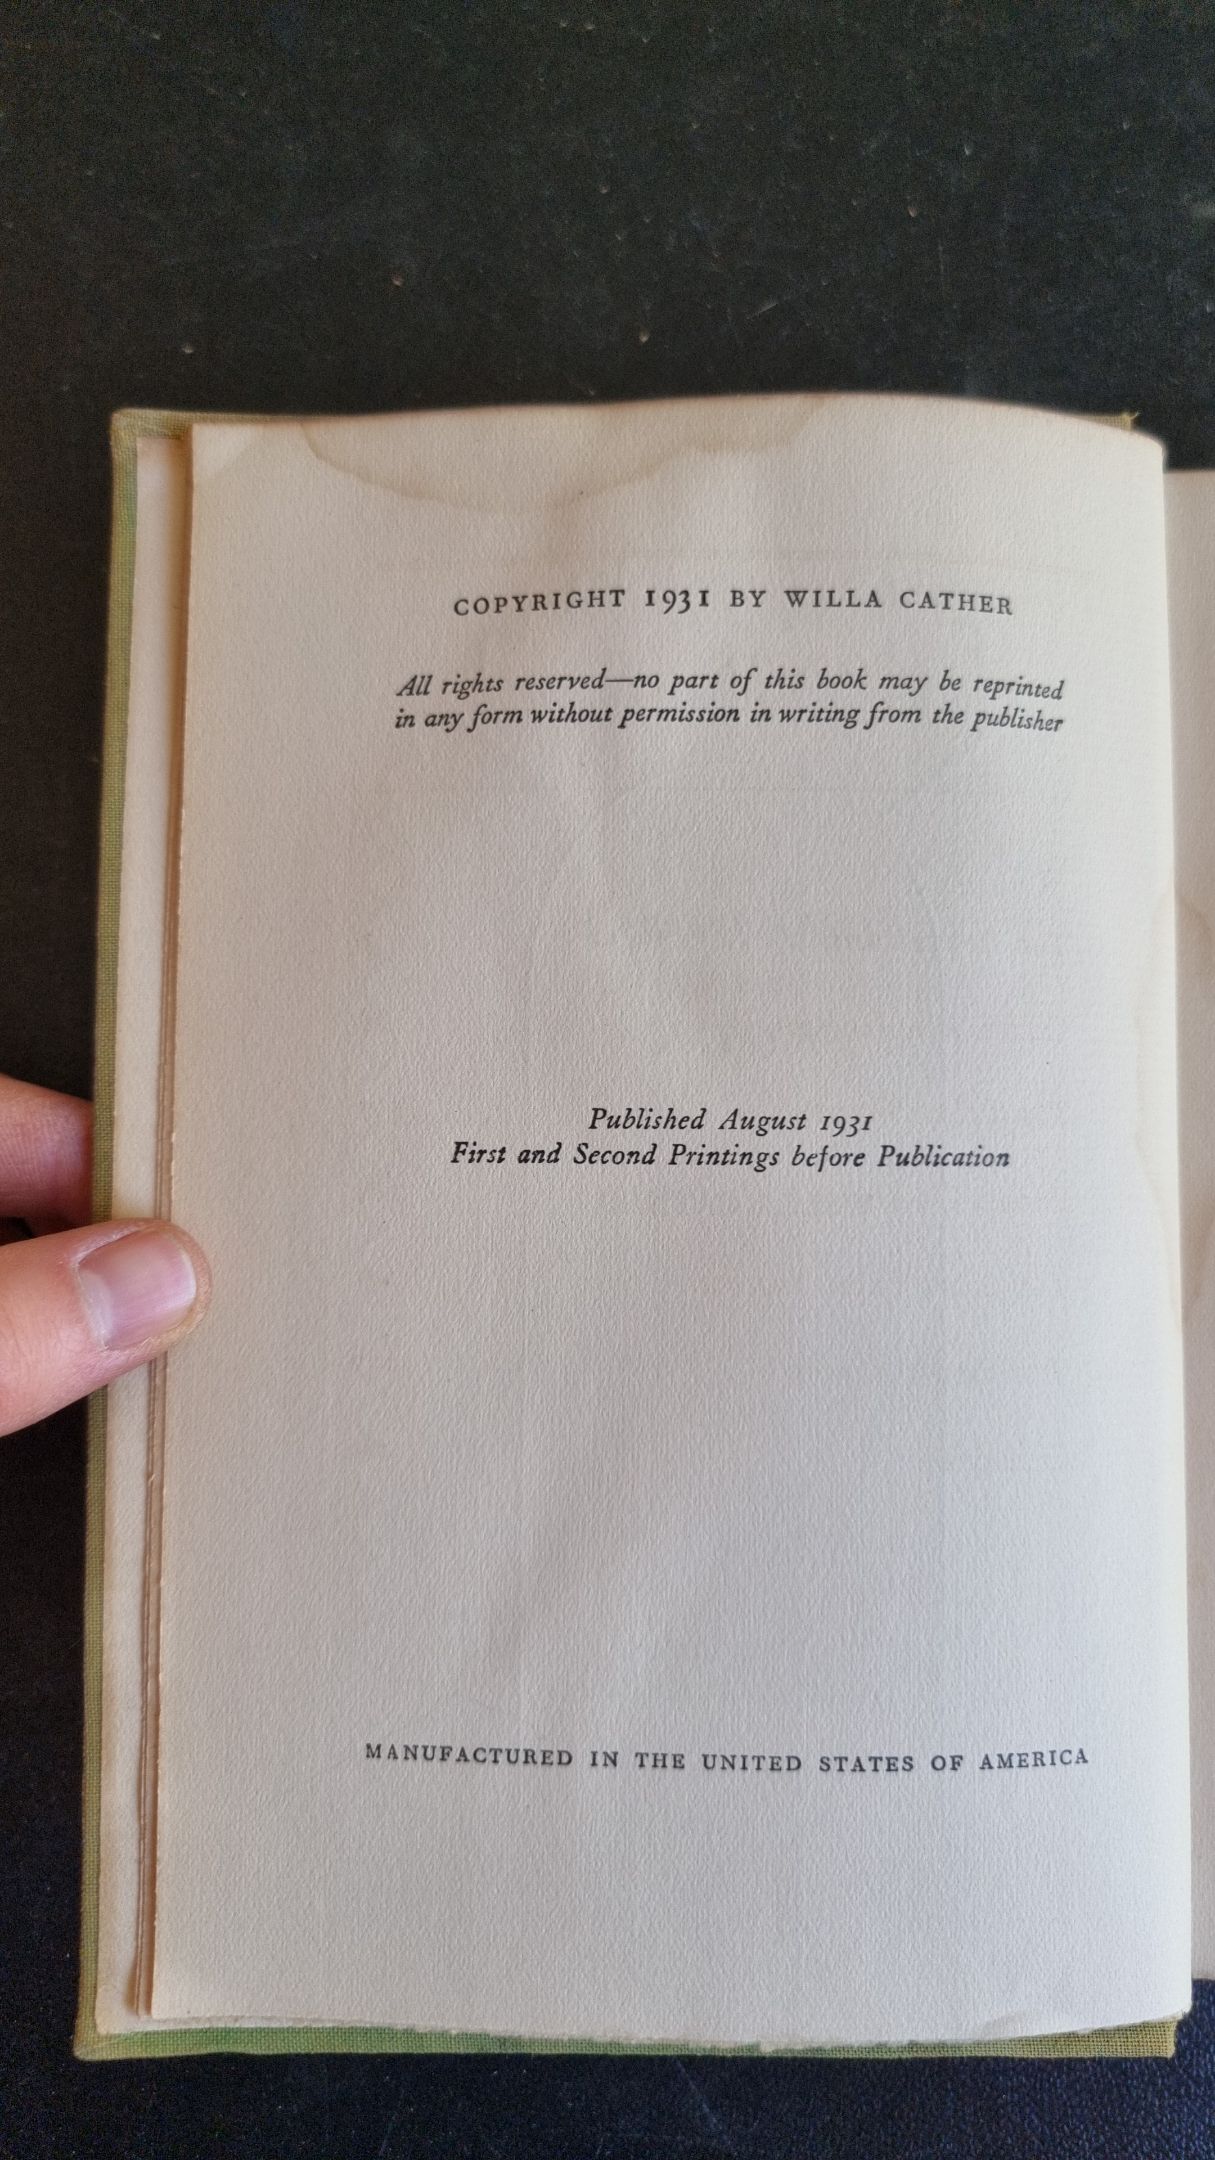 COPYRIGHT 1931 BY WILLA CATHER
All rights reserved—no part of this book may be reprinted
in any form without permission in writing from the publisher
Published August 1931
First and Second Printings before Publication
MANUFACTURED IN THE UNITED STATES OF AMERICA